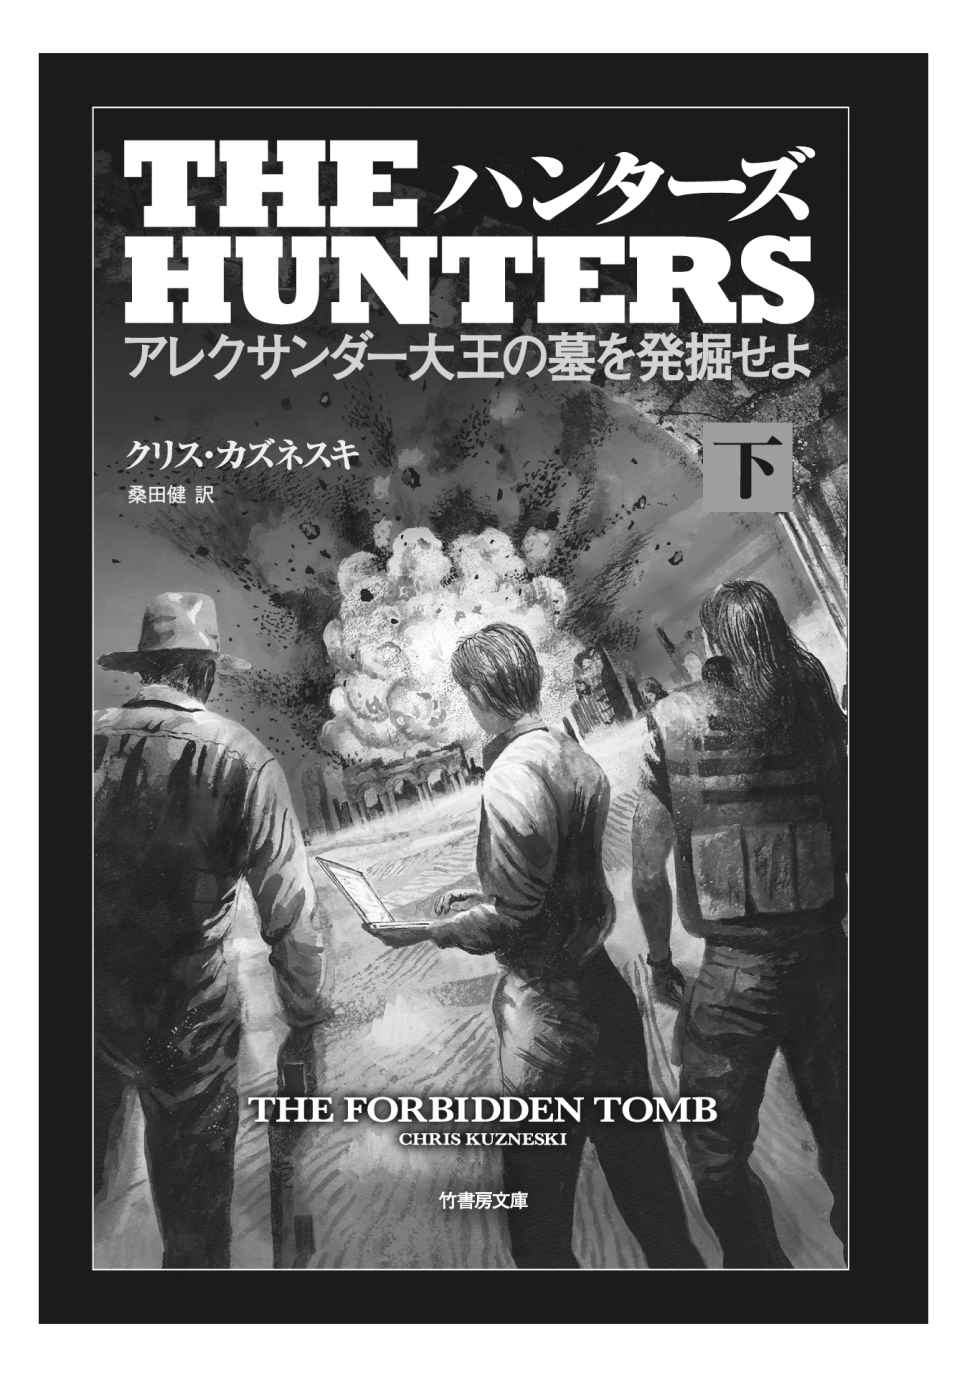 THE ハンターズ
HUNTERS
アレクサンダー大王の墓を発掘せよ
下
クリス・カズネスキ
桑田健 訳
THE FORBIDDEN TOMB
CHRIS KUZNESKI
竹書房文庫